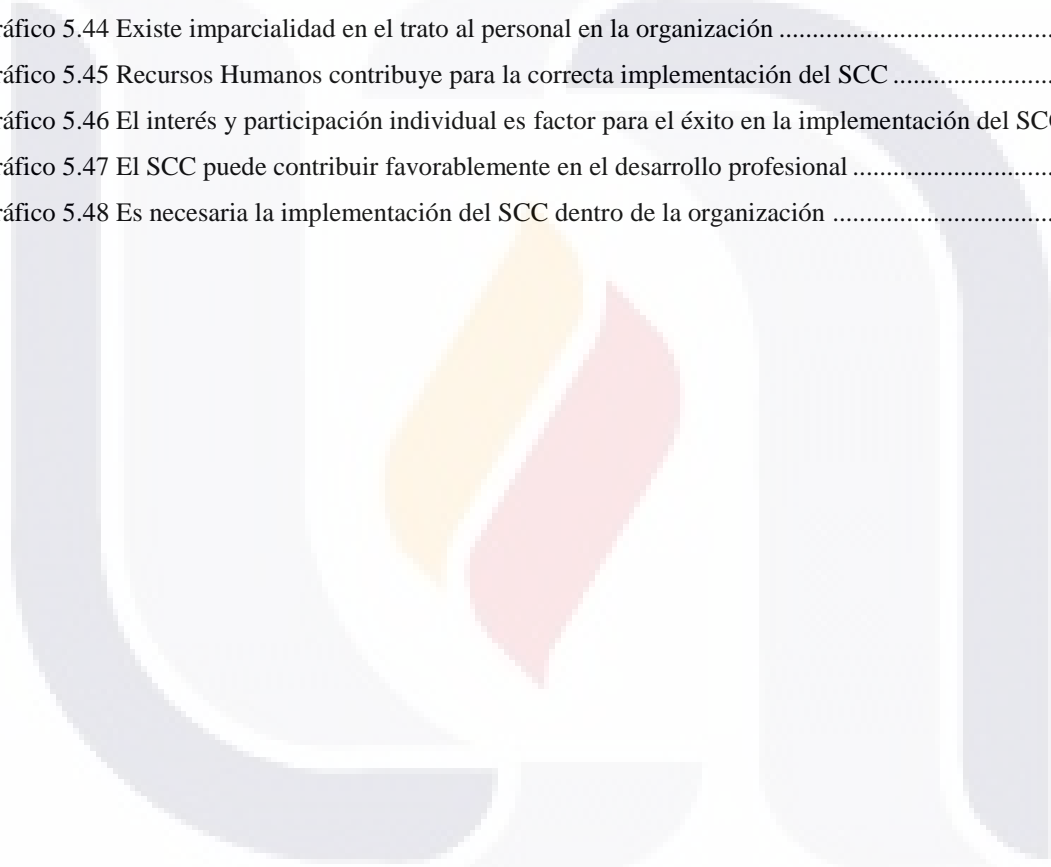 ráfico 5.44 Existe imparcialidad en el trato al personal en la organización ....................................
ráfico 5.45 Recursos Humanos contribuye para la correcta implementación del SCC ..........................
ráfico 5.46 El interés y participación individual es factor para el éxito en la implementación del SCC
ráfico 5.47 El SCC puede contribuir favorablemente en el desarrollo profesional ................................
ráfico 5.48 Es necesaria la implementación del SCC dentro de la organización ...................................